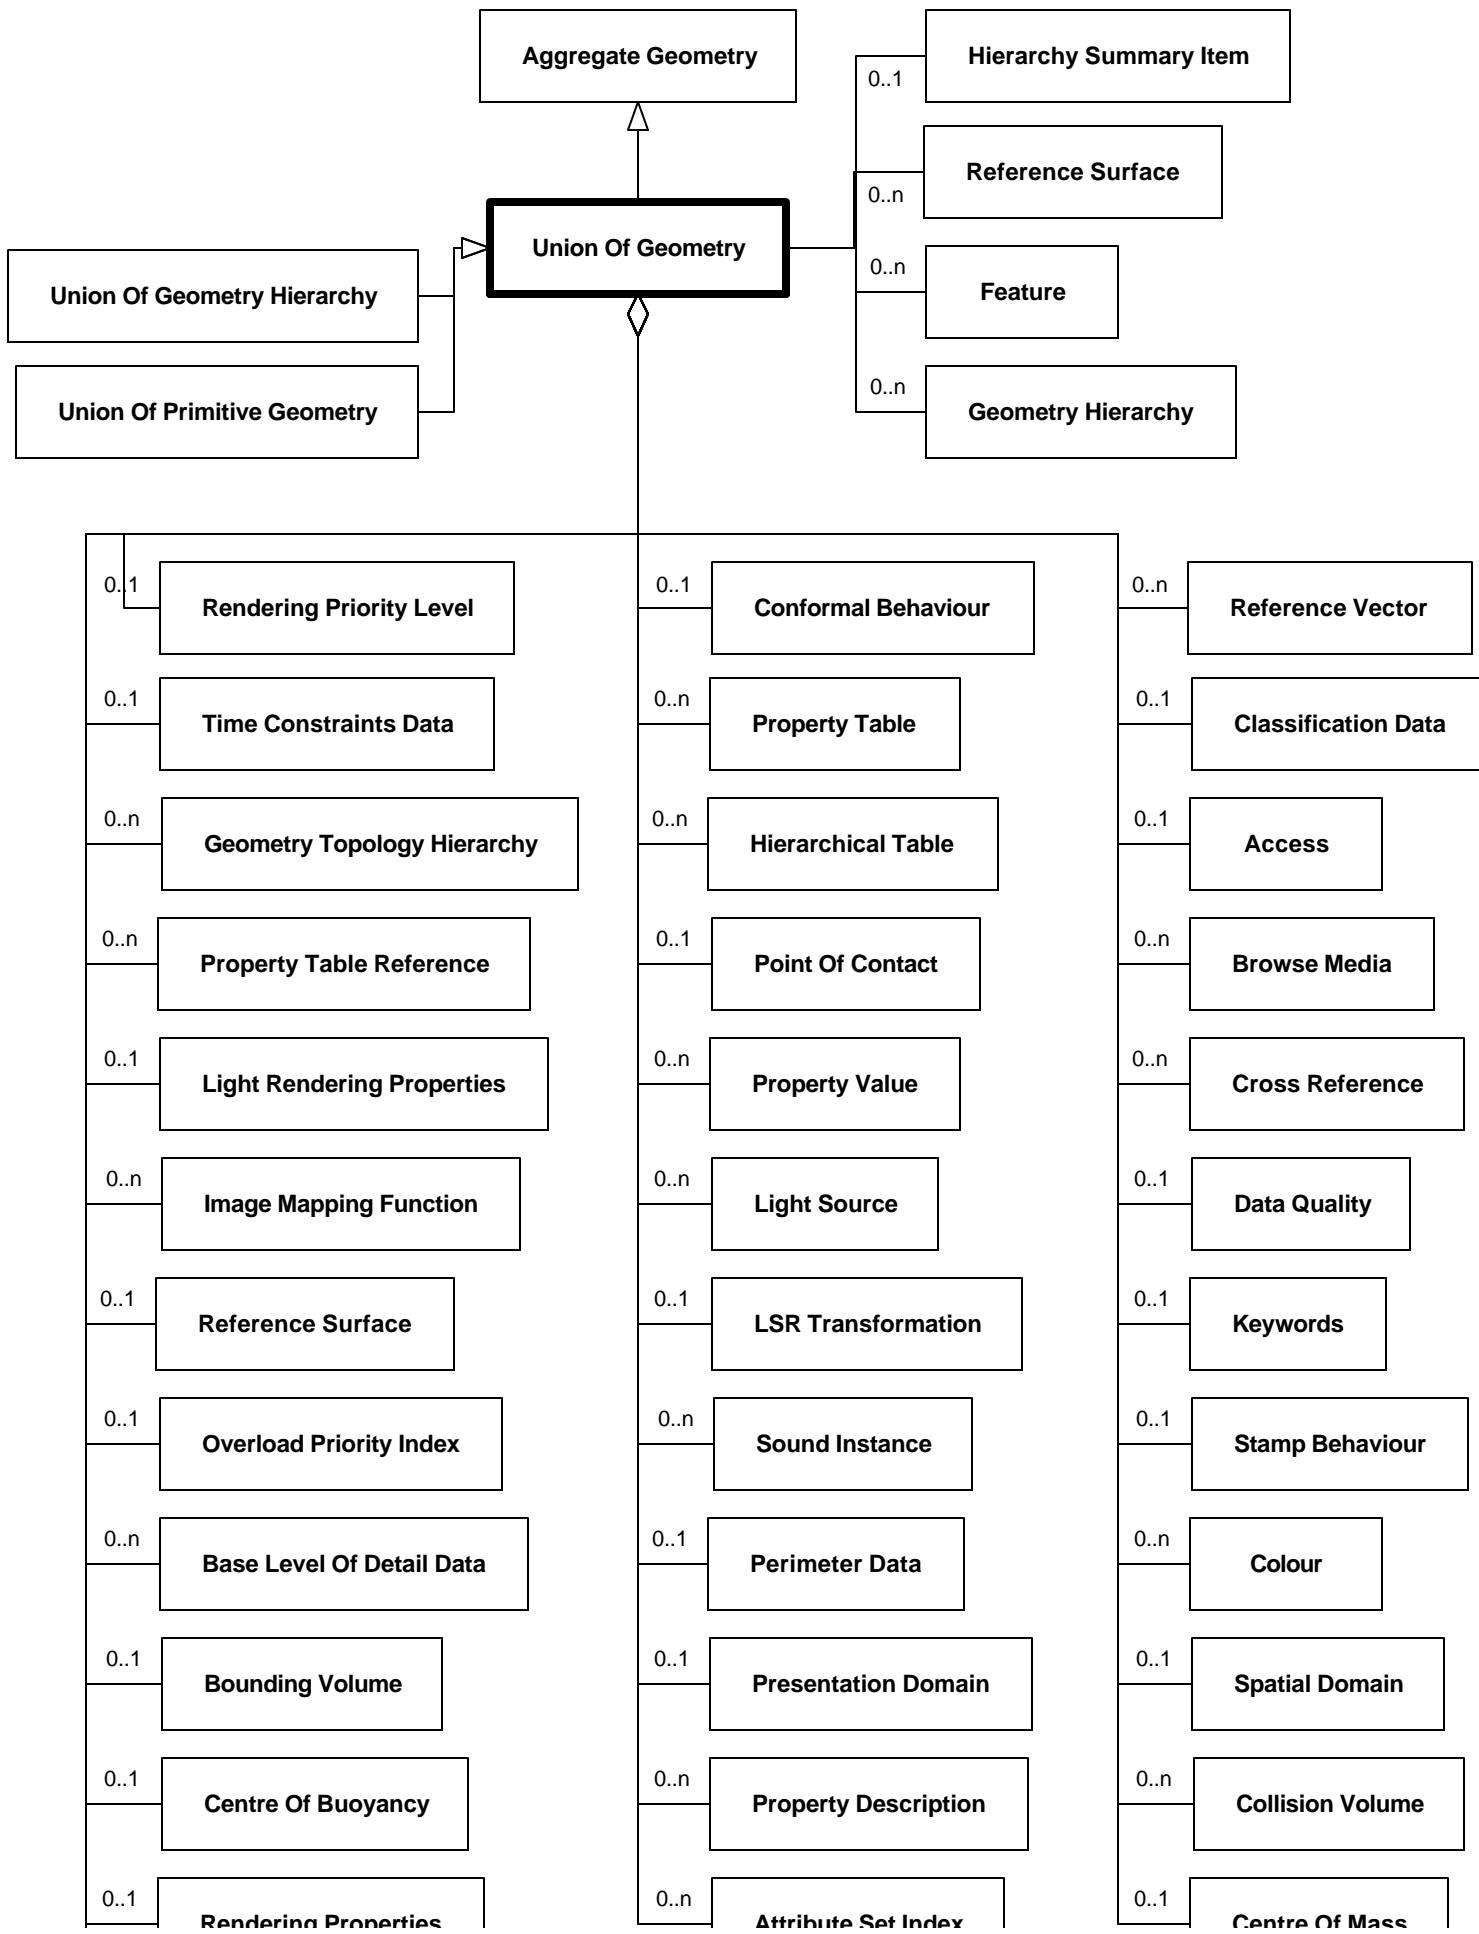 Aggregate Geometry
Hierarchy Summary Item
0..1
Reference Surface
0..n
Union Of Geometry
Union Of Geometry Hierarchy
0..n
Feature
Union Of Primitive Geometry
0..n
Geometry Hierarchy
0..1
Rendering Priority Level
0..1
Conformal Behaviour
0..n
Reference Vector
0..1
Time Constraints Data
0..n
Property Table
0..1
Classification Data
0..n
Geometry Topology Hierarchy
0..n
Hierarchical Table
0..1
Access
0..n
Property Table Reference
0..1
Point Of Contact
0..n
Browse Media
0..1
Light Rendering Properties
0..n
Property Value
0..n
Cross Reference
0..n
Image Mapping Function
0..n
Light Source
0..1
Data Quality
0..1
Reference Surface
0..1
LSR Transformation
0..1
Keywords
0..1
Overload Priority Index
0..n
Sound Instance
0..1
Stamp Behaviour
0..n
Base Level Of Detail Data
0..1
Perimeter Data
0..n
Colour
0..1
Bounding Volume
0..1
Presentation Domain
0..1
Spatial Domain
0..1
Centre Of Buoyancy
0..n
Property Description
0..n
Collision Volume
0..1
Rendering Properties
0..n
Attribute Set Index
0..1
Centre Of Mass